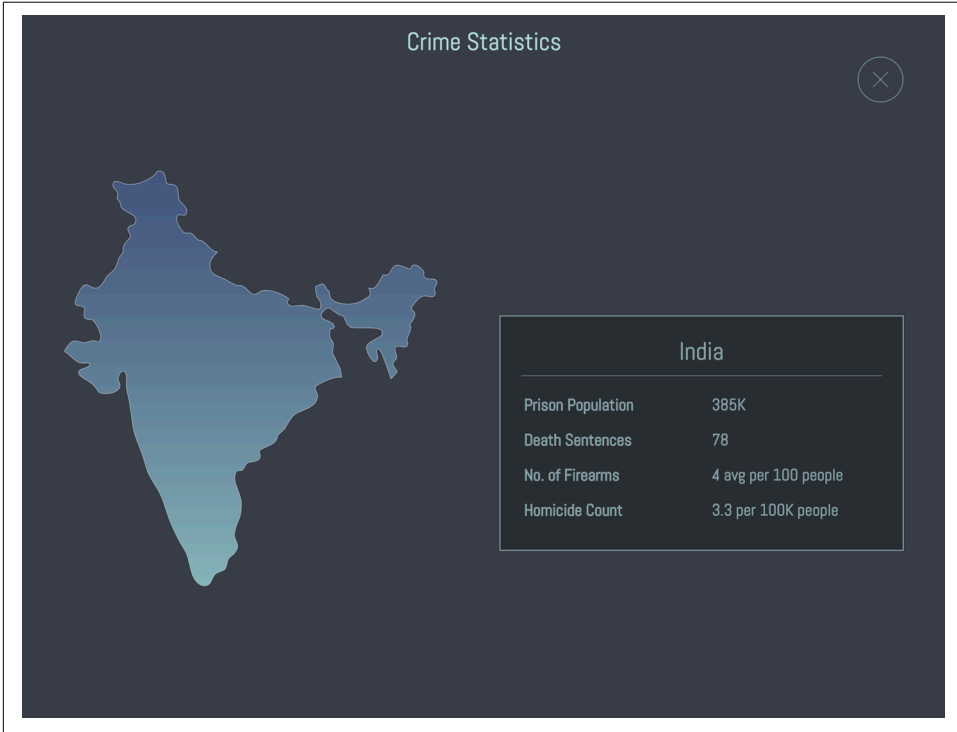 Crime Statistics
India
Prison Population 385K
Death Sentences 78
No. of Firearms 4 avg per 100 people
Homicide Count 3.3 per 100K people